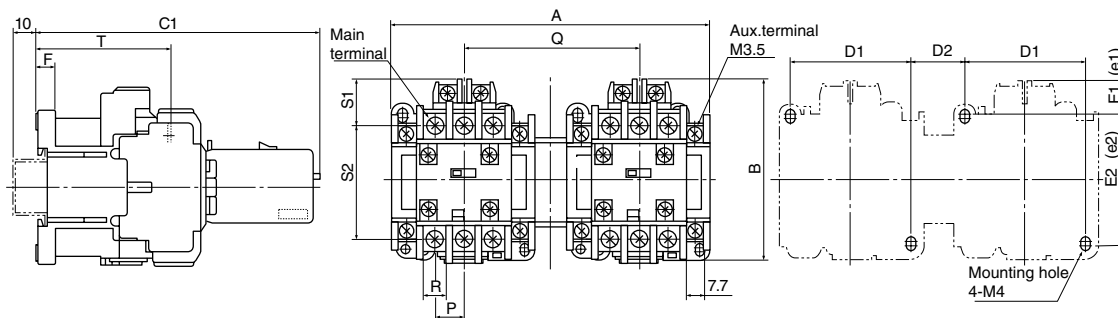 10
C1
T
F
Main
terminal
A
Q
Aux.terminal
M3.5
S1
S2
B
R
P
7.7
D1
D2
D1
E1 (e1)
E2 (e2)
Mounting hole
4-M4